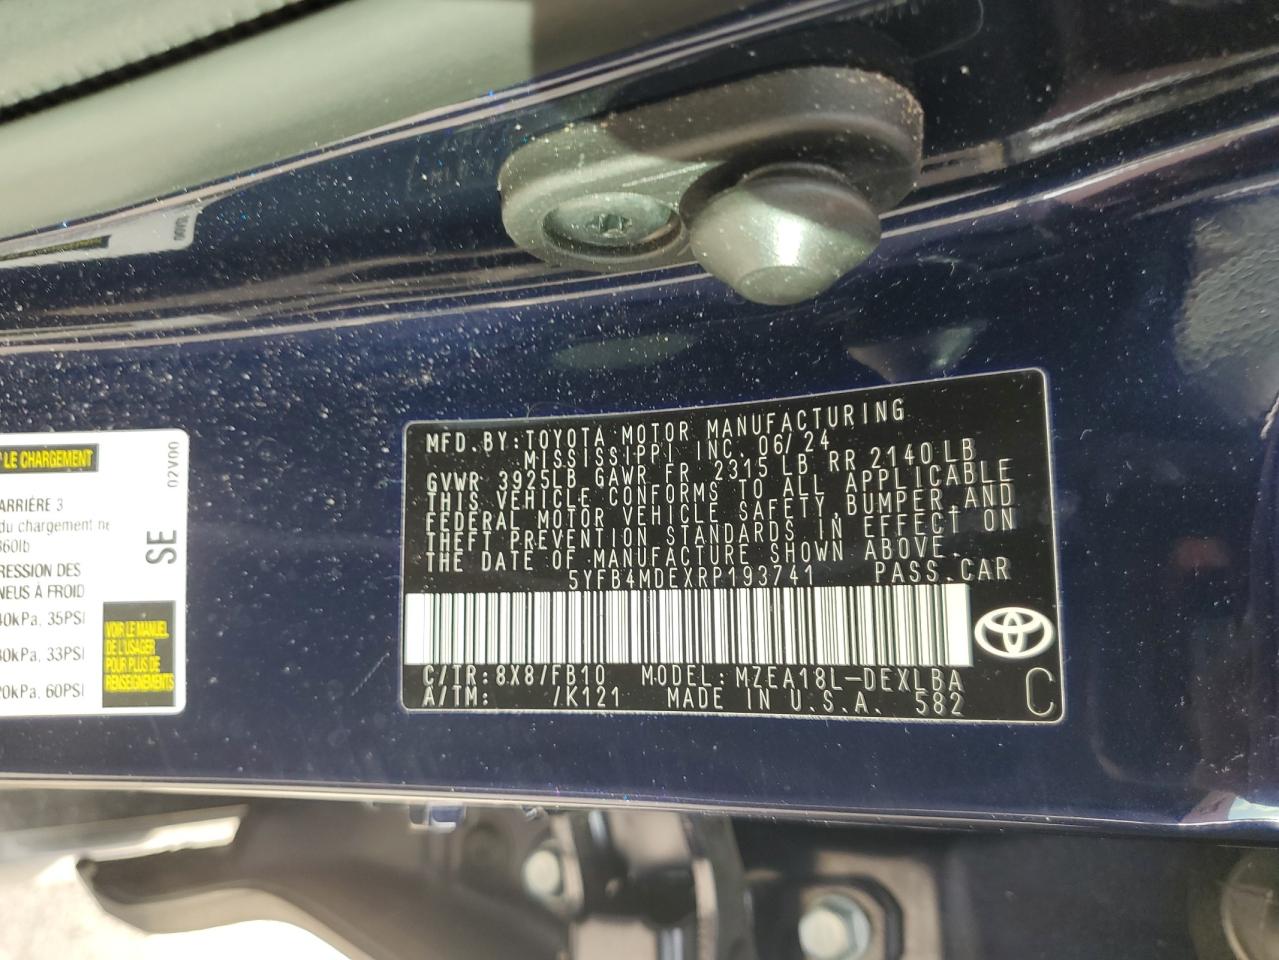 T LE CHARGEMENT
02V00
ARRIÈRE 3
du chargement ne
360lb
SE
RESSION DES
NEUS À FROID
40kPa, 35PSI
30kPa, 33PSI
20kPa, 60PSI
VOIR LE MANUEL
DE L'USAGER
POUR PLUS DE
RENSEIGNEMENTS
MFD.BY:TOYOTA MOTOR MANUFACTURING
MISSISSIPPI INC. 06/24
GVWR 3925LB GAWR FR 2315 LB RR 2140 LB
THIS VEHICLE CONFORMS TO ALL APPLICABLE
FEDERAL MOTOR VEHICLE SAFETY, BUMPER, AND
THEFT PREVENTION STANDARDS IN EFFECT ON
THE DATE OF MANUFACTURE SHOWN ABOVE.
5YFB4MDEXRP193741 PASS.CAR
C/TR:8X8/FB10 MODEL:MZEA18L-DEXLBA
A/TM: /K121 MADE IN U.S.A. 582
C